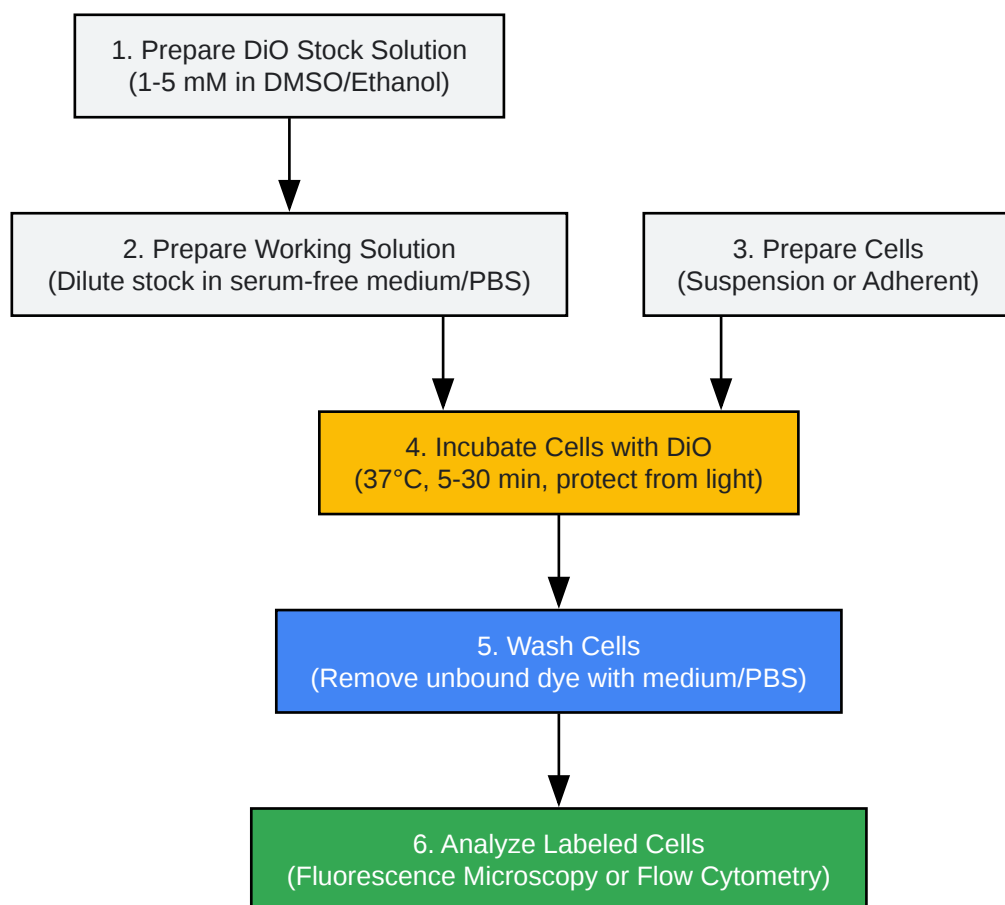 1. Prepare DiO Stock Solution
(1-5 mM in DMSO/Ethanol)
2. Prepare Working Solution
(Dilute stock in serum-free medium/PBS)
3. Prepare Cells
(Suspension or Adherent)
4. Incubate Cells with DiO
(37°C, 5-30 min, protect from light)
5. Wash Cells
(Remove unbound dye with medium/PBS)
6. Analyze Labeled Cells
(Fluorescence Microscopy or Flow Cytometry)